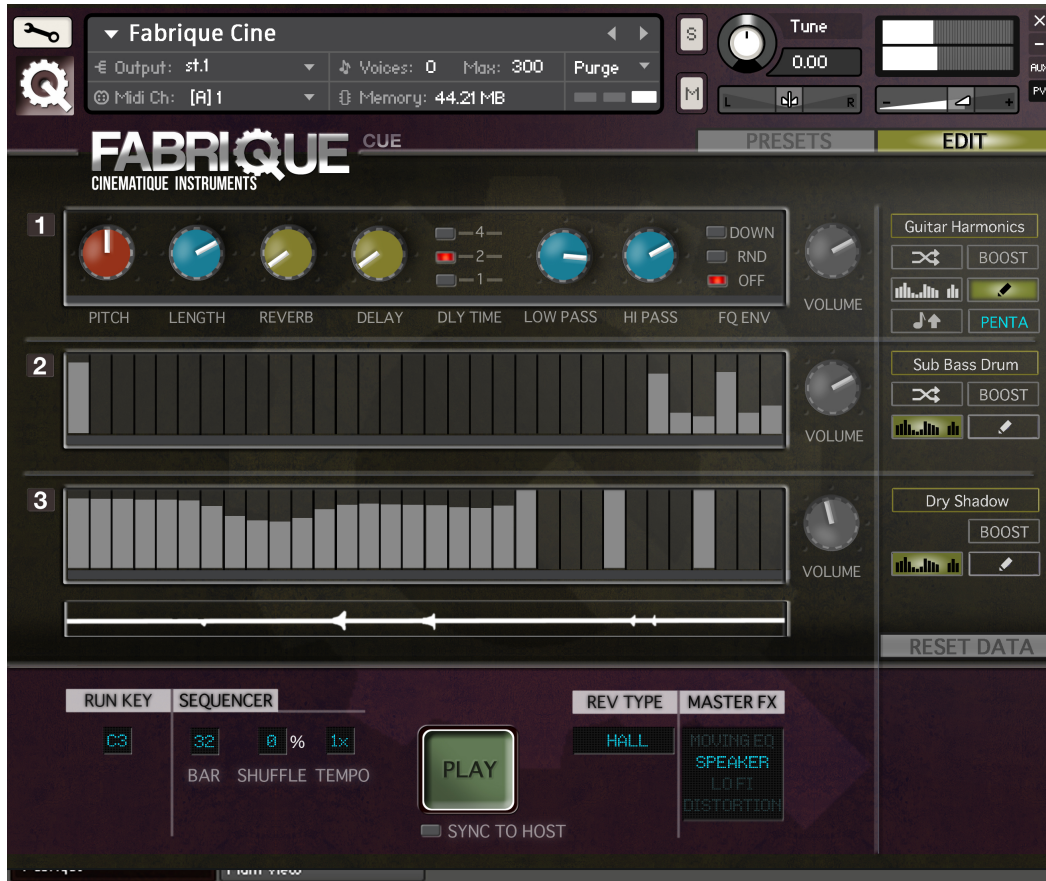 Fabrique Cine
Output: st.1
Voices: 0 Max: 300
Purge
Midi Ch: [A] 1
Memory: 44.21 MB
S
M
Tune
0.00
L R
- +
AUX
PV
FABRIQUE CUE
CINEMATIQUE INSTRUMENTS
PRESETS
EDIT
1
4
2
1
DOWN
RND
OFF
PITCH LENGTH REVERB DELAY DLY TIME LOW PASS HI PASS FQ ENV
VOLUME
Guitar Harmonics
BOOST
PENTA
2
VOLUME
Sub Bass Drum
BOOST
3
VOLUME
Dry Shadow
BOOST
RESET DATA
RUN KEY
C3
SEQUENCER
32 0 % 1x
BAR SHUFFLE TEMPO
PLAY
SYNC TO HOST
REV TYPE
HALL
MASTER FX
MOVING EQ
SPEAKER
LO FI
DISTORTION